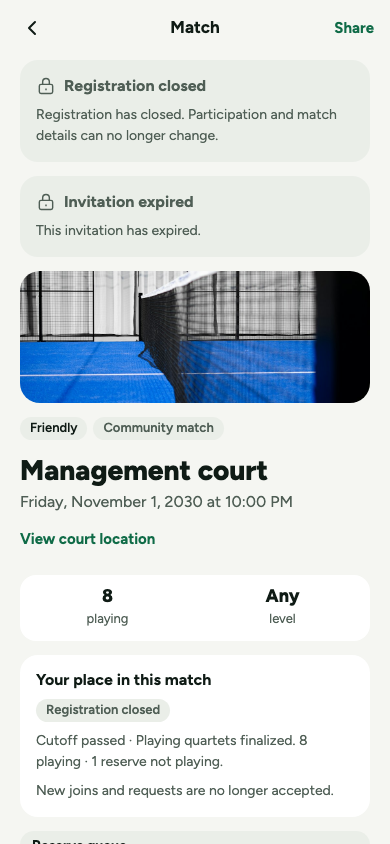 Match
Share
Registration closed
Registration has closed. Participation and match
details can no longer change.
Invitation expired
This invitation has expired.
Friendly
Community match
Management court
Friday, November 1, 2030 at 10:00 PM
View court location
8
playing
Any
level
Your place in this match
Registration closed
Cutoff passed · Playing quartets finalized. 8
playing · 1 reserve not playing.
New joins and requests are no longer accepted.
Reserve queue